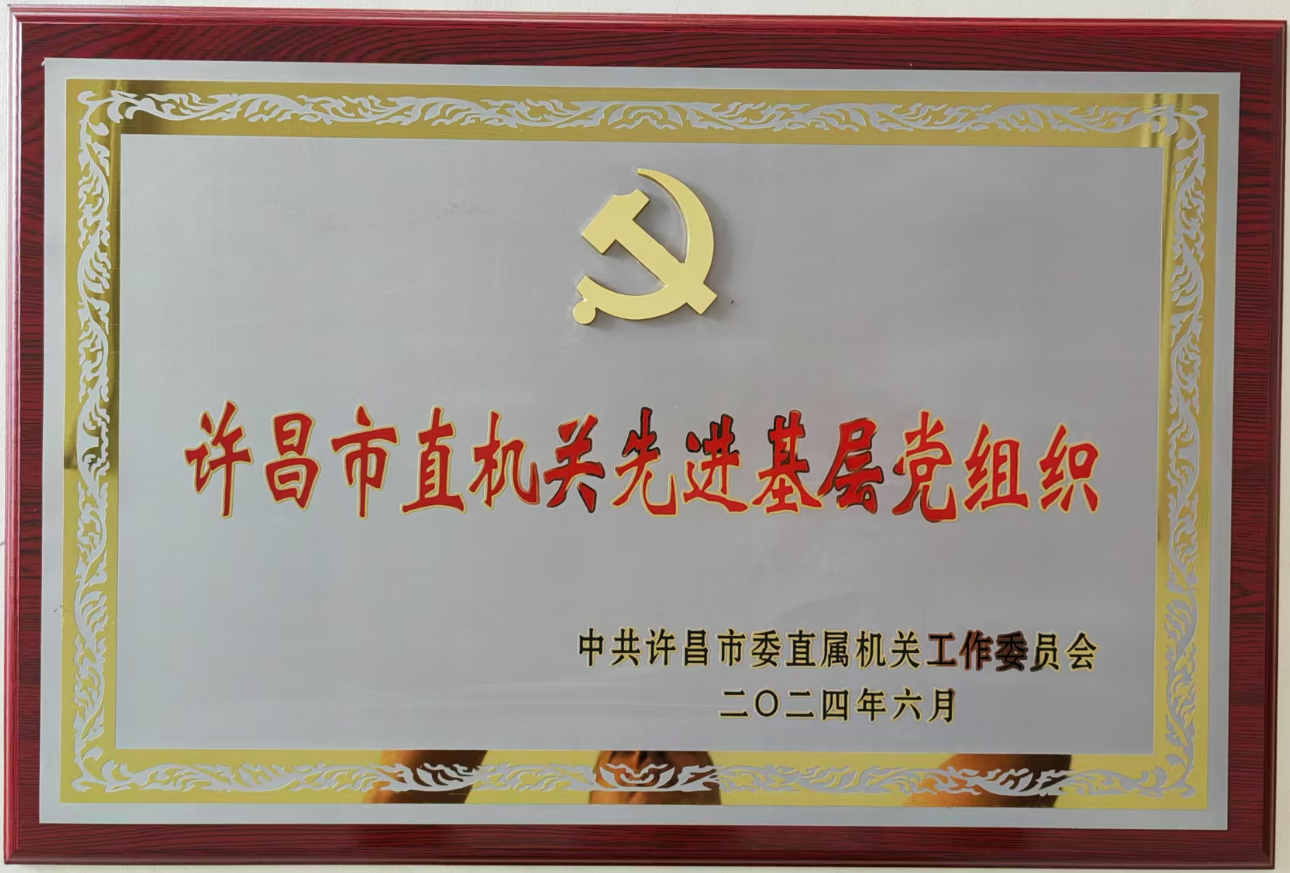 许昌市直机关先进基层党组织
中共许昌市委直属机关工作委员会
二〇二四年六月